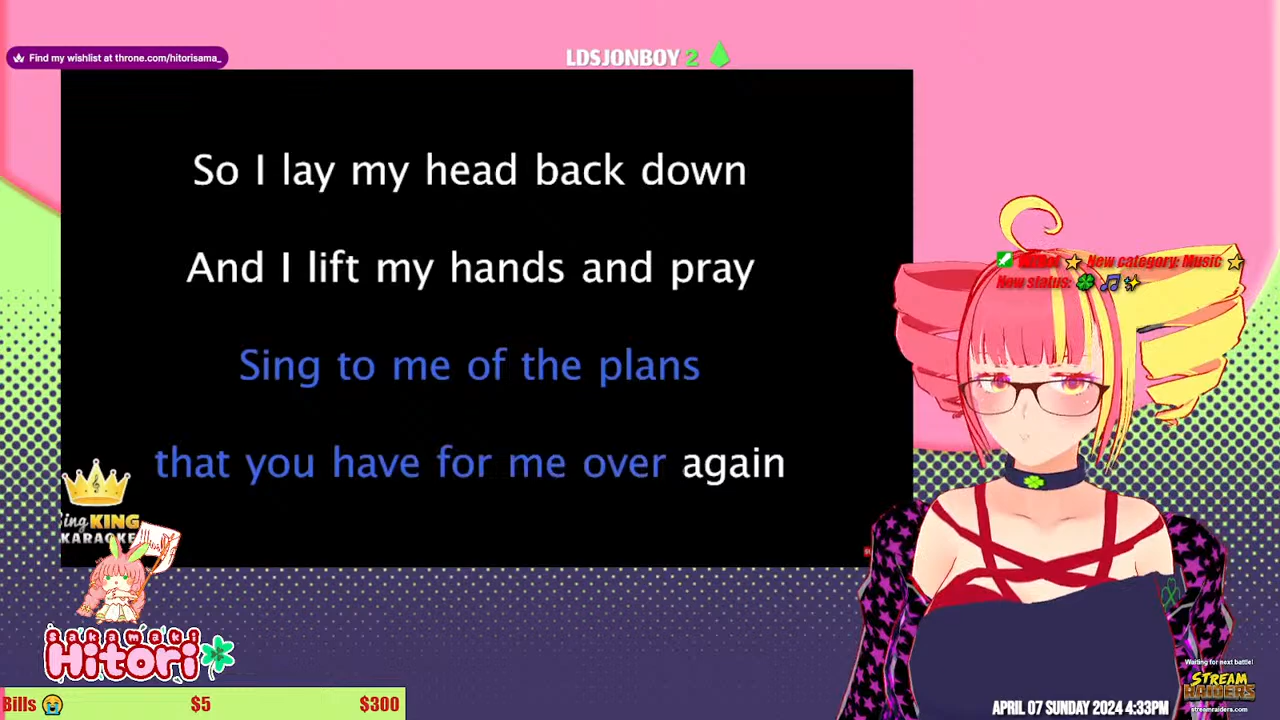 Find my wishlist at throne.com/hitorisama_
LDSJONBOY 2
So I lay my head back down
And I lift my hands and pray
Sing to me of the plans
that you have for me over again
Sing KING
KARAOKE
New category: Music
New status:
sakamaki
Hitori
Bills $5 $300
Waiting for next battle!
STREAM
RAIDERS
streamraiders.com
APRIL 07 SUNDAY 2024 4:33PM